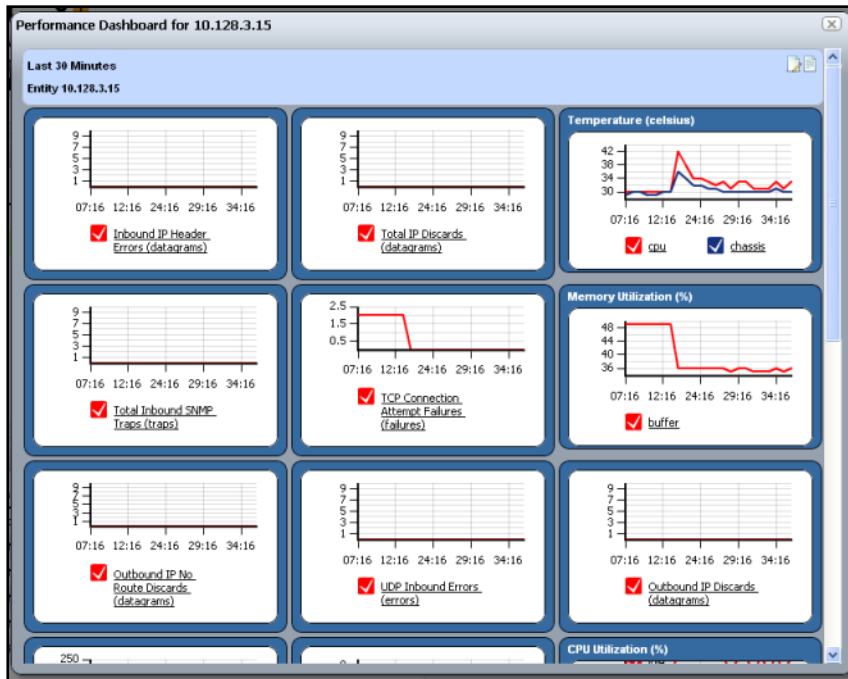 Performance Dashboard for 10.128.3.15
Last 30 Minutes
Entity 10.128.3.15
9
7
5
3
1
07:16 12:16 24:16 29:16 34:16
Inbound IP Header
Errors (datagrams)
9
7
5
3
1
07:16 12:16 24:16 29:16 34:16
Total IP Discards
(datagrams)
Temperature (celsius)
42
38
34
30
07:16 12:16 24:16 29:16 34:16
cpu chassis
9
7
5
3
1
07:16 12:16 24:16 29:16 34:16
Total Inbound SNMP
Traps (traps)
2.5
1.5
0.5
07:16 12:16 24:16 29:16 34:16
TCP Connection
Attempt Failures
(failures)
Memory Utilization (%)
48
44
40
36
07:16 12:16 24:16 29:16 34:16
buffer
9
7
5
3
1
07:16 12:16 24:16 29:16 34:16
Outbound IP No
Route Discards
(datagrams)
9
7
5
3
1
07:16 12:16 24:16 29:16 34:16
UDP Inbound Errors
(errors)
9
7
5
3
1
07:16 12:16 24:16 29:16 34:16
Outbound IP Discards
(datagrams)
250
CPU Utilization (%)